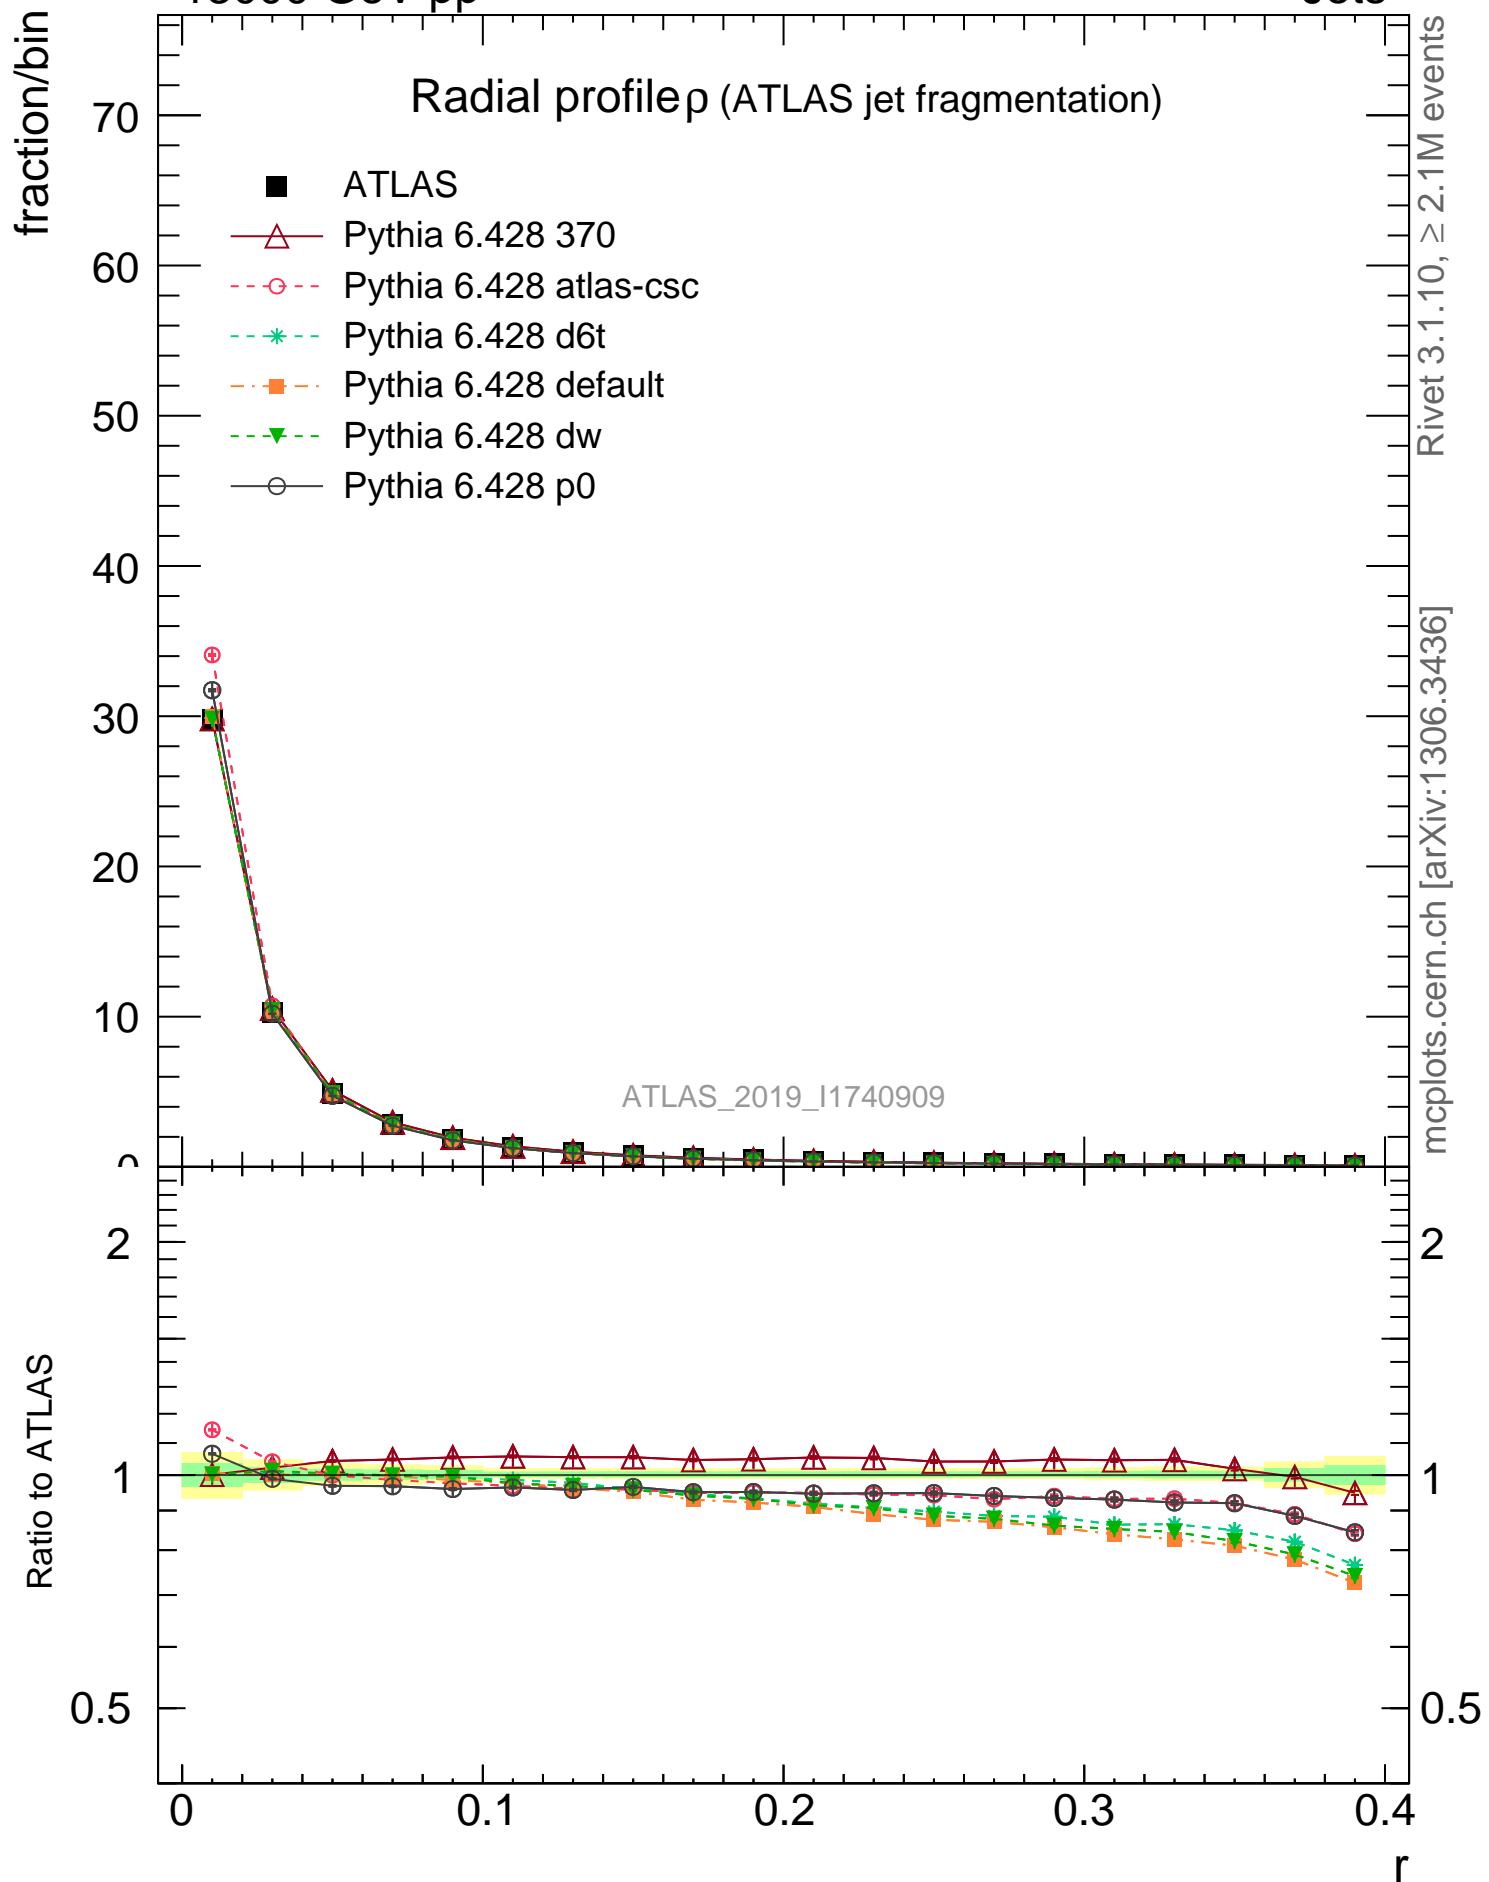 fraction/bin
Radial profile ρ (ATLAS jet fragmentation)
ATLAS
Pythia 6.428 370
Pythia 6.428 atlas-csc
Pythia 6.428 d6t
Pythia 6.428 default
Pythia 6.428 dw
Pythia 6.428 p0
70
60
50
40
30
20
10
0
ATLAS_2019_I1740909
Rivet 3.1.10, ≥ 2.1M events
mcplots.cern.ch [arXiv:1306.3436]
Ratio to ATLAS
2
1
0.5
2
1
0.5
0 0.1 0.2 0.3 0.4
r